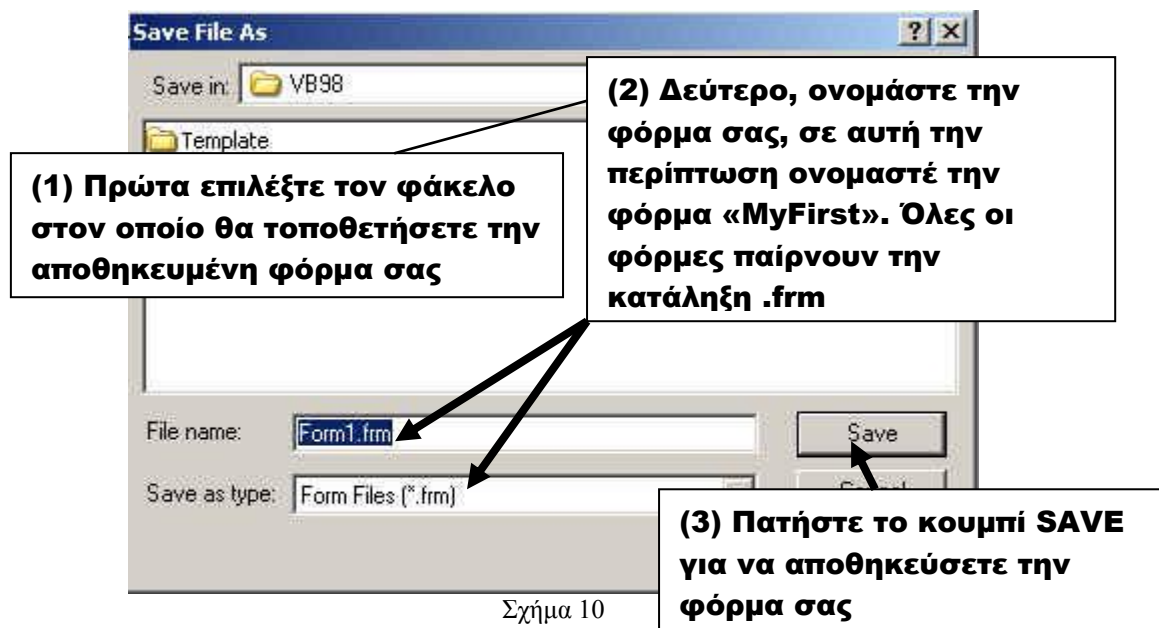 Save File As
Save in: VB98
Template
(1) Πρώτα επιλέξτε τον φάκελο
στον οποίο θα τοποθετήσετε την
αποθηκευμένη φόρμα σας
(2) Δεύτερο, ονομάστε την
φόρμα σας, σε αυτή την
περίπτωση ονομαστέ την
φόρμα «MyFirst». Όλες οι
φόρμες παίρνουν την
κατάληξη .frm
File name: Form1.frm
Save
Save as type: Form Files (*.frm)
(3) Πατήστε το κουμπί SAVE
για να αποθηκεύσετε την
φόρμα σας
Σχήμα 10